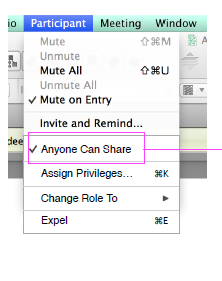 io Participant Meeting Window
Mute ⇧⌘M
Unmute
Mute All ⇧⌘U
Unmute All
✓ Mute on Entry
Invite and Remind...
dee
✓ Anyone Can Share
Assign Privileges... ⌘K
Change Role To ▶
Expel ⌘E